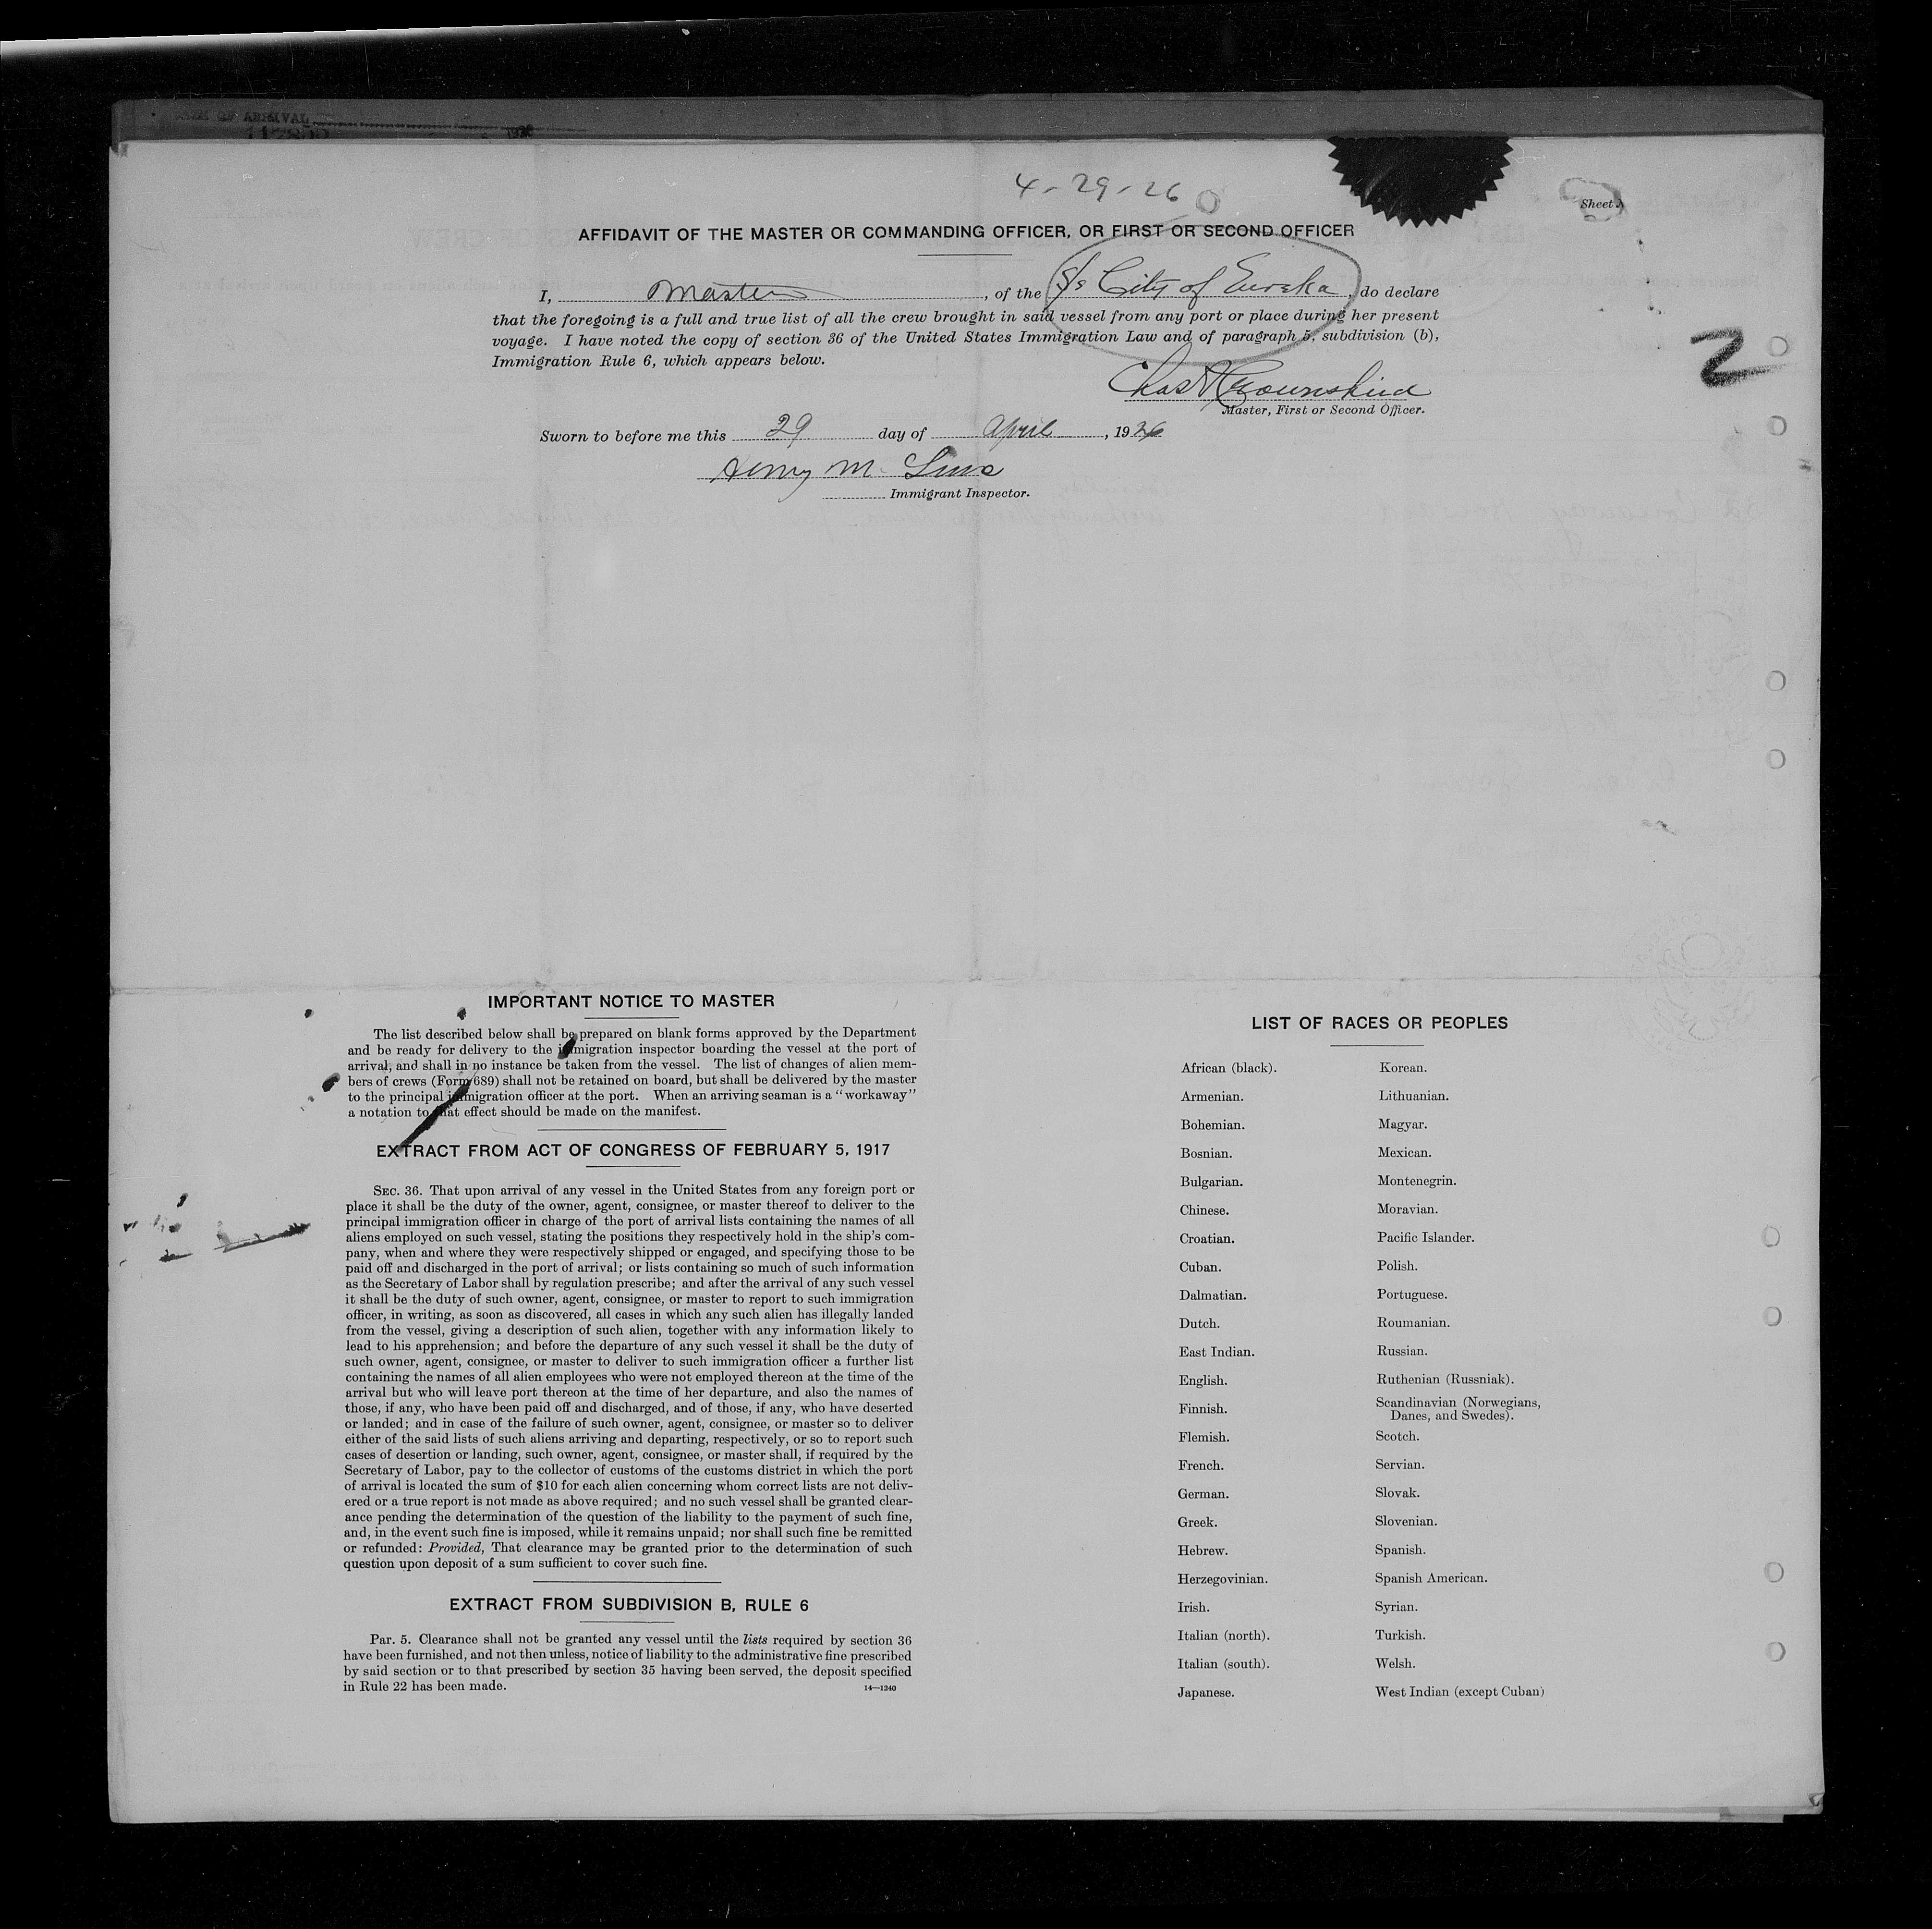 OF ARRIVAL
4-29-26
Sheet
AFFIDAVIT OF THE MASTER OR COMMANDING OFFICER, OR FIRST OR SECOND OFFICER
I, Master, of the S/s City of Eureka, do declare
that the foregoing is a full and true list of all the crew brought in said vessel from any port or place during her present
voyage. I have noted the copy of section 36 of the United States Immigration Law and of paragraph 5, subdivision (b),
Immigration Rule 6, which appears below.
2
Chas
Master, First or Second Officer.
Sworn to before me this 29 day of April, 1926
Henry M
Immigrant Inspector.
IMPORTANT NOTICE TO MASTER
The list described below shall be prepared on blank forms approved by the Department
and be ready for delivery to the immigration inspector boarding the vessel at the port of
arrival, and shall in no instance be taken from the vessel. The list of changes of alien mem-
bers of crews (Form 689) shall not be retained on board, but shall be delivered by the master
to the principal immigration officer at the port. When an arriving seaman is a "workaway"
a notation to that effect should be made on the manifest.
EXTRACT FROM ACT OF CONGRESS OF FEBRUARY 5, 1917
SEC. 36. That upon arrival of any vessel in the United States from any foreign port or
place it shall be the duty of the owner, agent, consignee, or master thereof to deliver to the
principal immigration officer in charge of the port of arrival lists containing the names of all
aliens employed on such vessel, stating the positions they respectively hold in the ship's com-
pany, when and where they were respectively shipped or engaged, and specifying those to be
paid off and discharged in the port of arrival; or lists containing so much of such information
as the Secretary of Labor shall by regulation prescribe; and after the arrival of any such vessel
it shall be the duty of such owner, agent, consignee, or master to report to such immigration
officer, in writing, as soon as discovered, all cases in which any such alien has illegally landed
from the vessel, giving a description of such alien, together with any information likely to
lead to his apprehension; and before the departure of any such vessel it shall be the duty of
such owner, agent, consignee, or master to deliver to such immigration officer a further list
containing the names of all alien employees who were not employed thereon at the time of the
arrival but who will leave port thereon at the time of her departure, and also the names of
those, if any, who have been paid off and discharged, and of those, if any, who have deserted
or landed; and in case of the failure of such owner, agent, consignee, or master so to deliver
either of the said lists of such aliens arriving and departing, respectively, or so to report such
cases of desertion or landing, such owner, agent, consignee, or master shall, if required by the
Secretary of Labor, pay to the collector of customs of the customs district in which the port
of arrival is located the sum of $10 for each alien concerning whom correct lists are not deliv-
ered or a true report is not made as above required; and no such vessel shall be granted clear-
ance pending the determination of the question of the liability to the payment of such fine,
and, in the event such fine is imposed, while it remains unpaid; nor shall such fine be remitted
or refunded: Provided, That clearance may be granted prior to the determination of such
question upon deposit of a sum sufficient to cover such fine.
EXTRACT FROM SUBDIVISION B, RULE 6
Par. 5. Clearance shall not be granted any vessel until the lists required by section 36
have been furnished, and not then unless, notice of liability to the administrative fine prescribed
by said section or to that prescribed by section 35 having been served, the deposit specified
in Rule 22 has been made.
14—1240
LIST OF RACES OR PEOPLES
African (black).
Armenian.
Bohemian.
Bosnian.
Bulgarian.
Chinese.
Croatian.
Cuban.
Dalmatian.
Dutch.
East Indian.
English.
Finnish.
Flemish.
French.
German.
Greek.
Hebrew.
Herzegovinian.
Irish.
Italian (north).
Italian (south).
Japanese.
Korean.
Lithuanian.
Magyar.
Mexican.
Montenegrin.
Moravian.
Pacific Islander.
Polish.
Portuguese.
Roumanian.
Russian.
Ruthenian (Russniak).
Scandinavian (Norwegians,
Danes, and Swedes).
Scotch.
Servian.
Slovak.
Slovenian.
Spanish.
Spanish American.
Syrian.
Turkish.
Welsh.
West Indian (except Cuban)